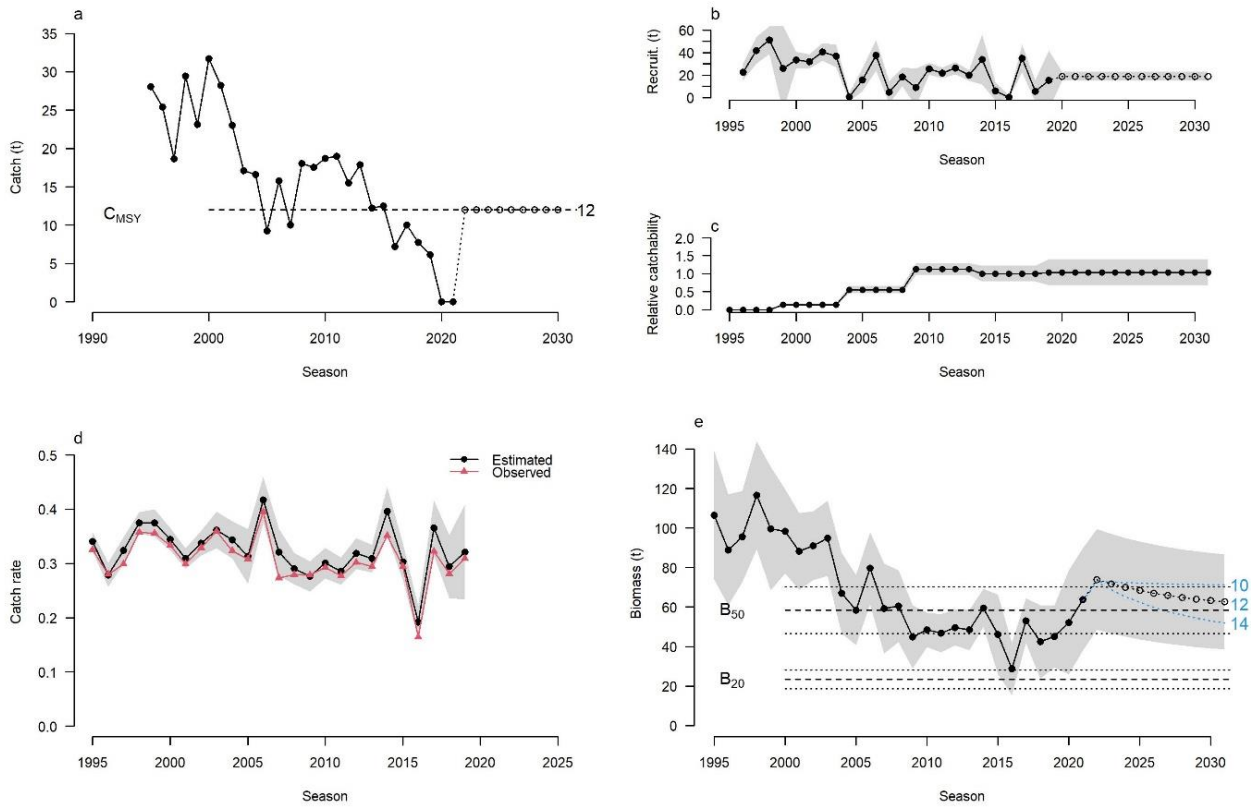 a
Catch (t)
35
30
25
20
15
10
5
0
C_MSY
12
1990 2000 2010 2020 2030
Season
b
Recruit. (t)
60
40
20
0
1995 2000 2005 2010 2015 2020 2025 2030
Season
c
Relative catchability
2.0
1.5
1.0
0.5
0.0
1995 2000 2005 2010 2015 2020 2025 2030
Season
d
Catch rate
0.5
0.4
0.3
0.2
0.1
0.0
Estimated
Observed
1995 2000 2005 2010 2015 2020 2025
Season
e
Biomass (t)
140
120
100
80
60
40
20
0
B50
B20
10
12
14
1995 2000 2005 2010 2015 2020 2025 2030
Season